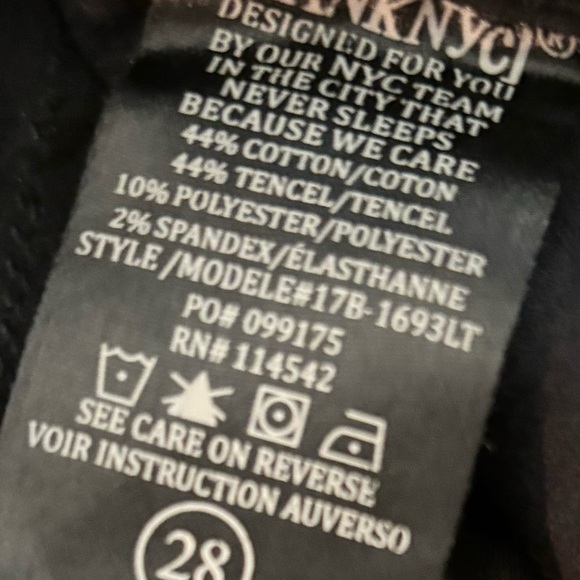 DESIGNED FOR YOU
BY OUR NYC TEAM
IN THE CITY THAT
NEVER SLEEPS
BECAUSE WE CARE
44% COTTON/COTON
44% TENCEL/TENCEL
10% POLYESTER/POLYESTER
2% SPANDEX/ÉLASTHANNE
STYLE/MODELE#17B-1693LT
PO# 099175
RN# 114542
SEE CARE ON REVERSE
VOIR INSTRUCTION AUVERSO
28